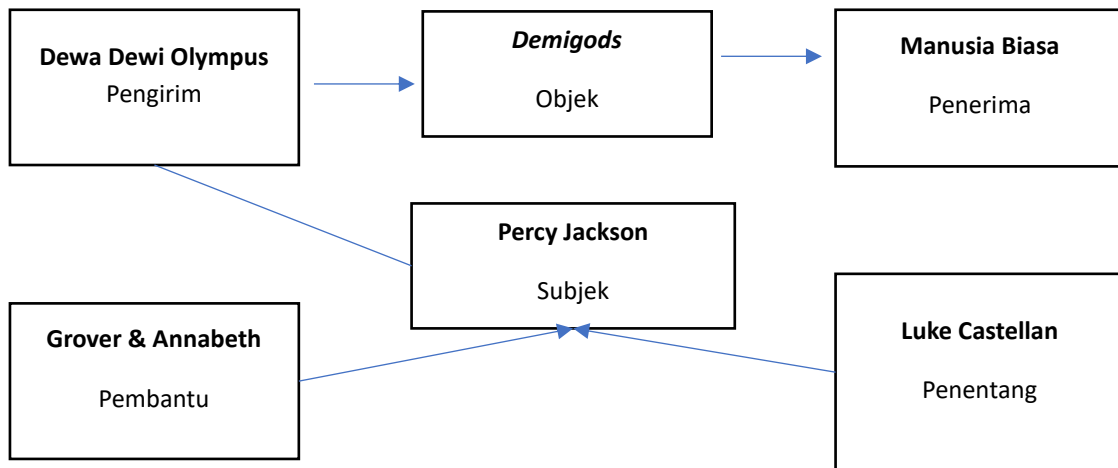 Dewa Dewi Olympus
Pengirim
Demigods
Objek
Manusia Biasa
Penerima
Percy Jackson
Subjek
Grover & Annabeth
Pembantu
Luke Castellan
Penentang